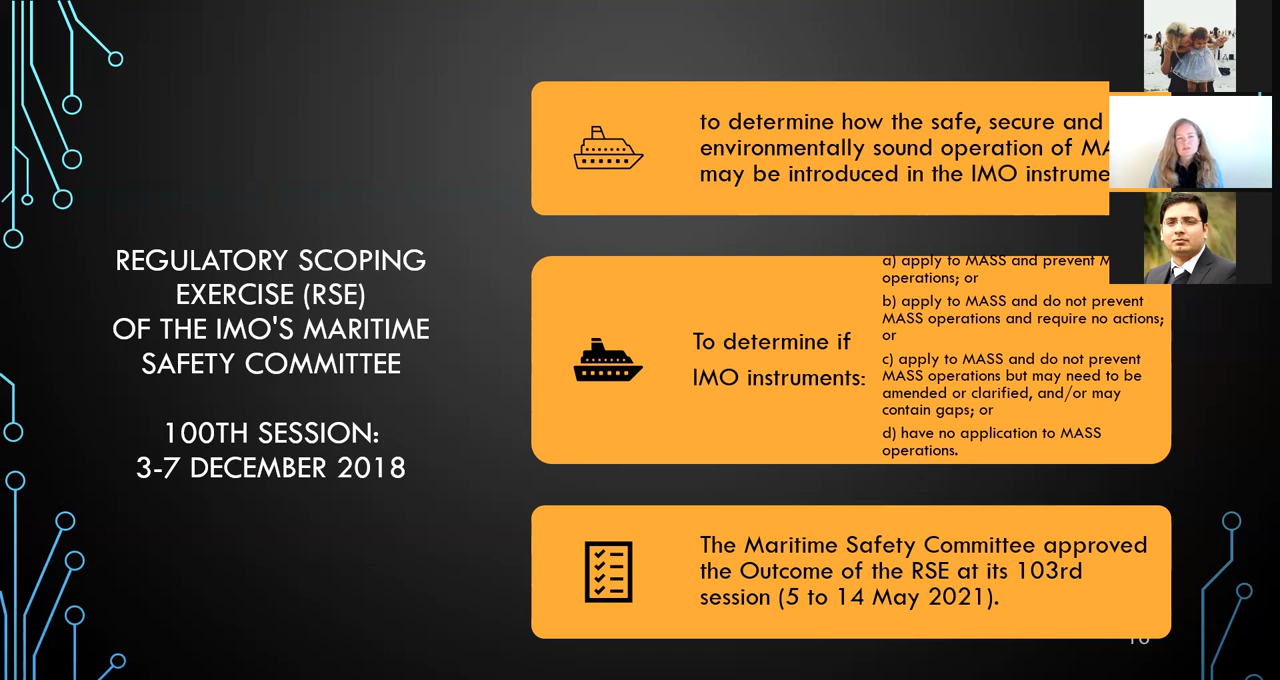 REGULATORY SCOPING
EXERCISE (RSE)
OF THE IMO'S MARITIME
SAFETY COMMITTEE
100TH SESSION:
3-7 DECEMBER 2018
to determine how the safe, secure and
environmentally sound operation of
may be introduced in the IMO
To determine if
IMO instruments:
a) apply to MASS and prevent
operations; or
b) apply to MASS and do not prevent
MASS operations and require no actions;
or
c) apply to MASS and do not prevent
MASS operations but may need to be
amended or clarified, and/or may
contain gaps; or
d) have no application to MASS
operations.
The Maritime Safety Committee approved
the Outcome of the RSE at its 103rd
session (5 to 14 May 2021).